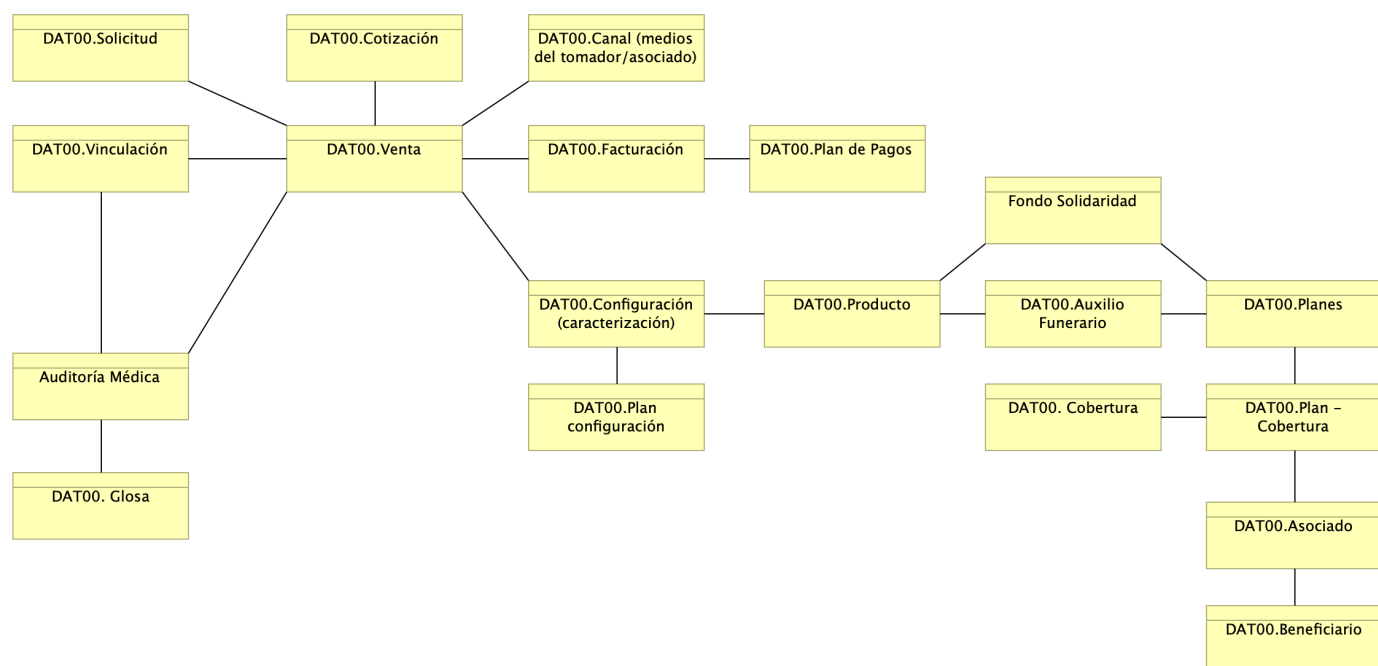 DAT00.Solicitud
DAT00.Cotización
DAT00.Canal (medios
del tomador/asociado)
DAT00.Vinculación
DAT00.Venta
DAT00.Facturación
DAT00.Plan de Pagos
Fondo Solidaridad
DAT00.Configuración
(caracterización)
DAT00.Producto
DAT00.Auxilio
Funerario
DAT00.Planes
Auditoría Médica
DAT00.Plan
configuración
DAT00. Cobertura
DAT00.Plan -
Cobertura
DAT00. Glosa
DAT00.Asociado
DAT00.Beneficiario